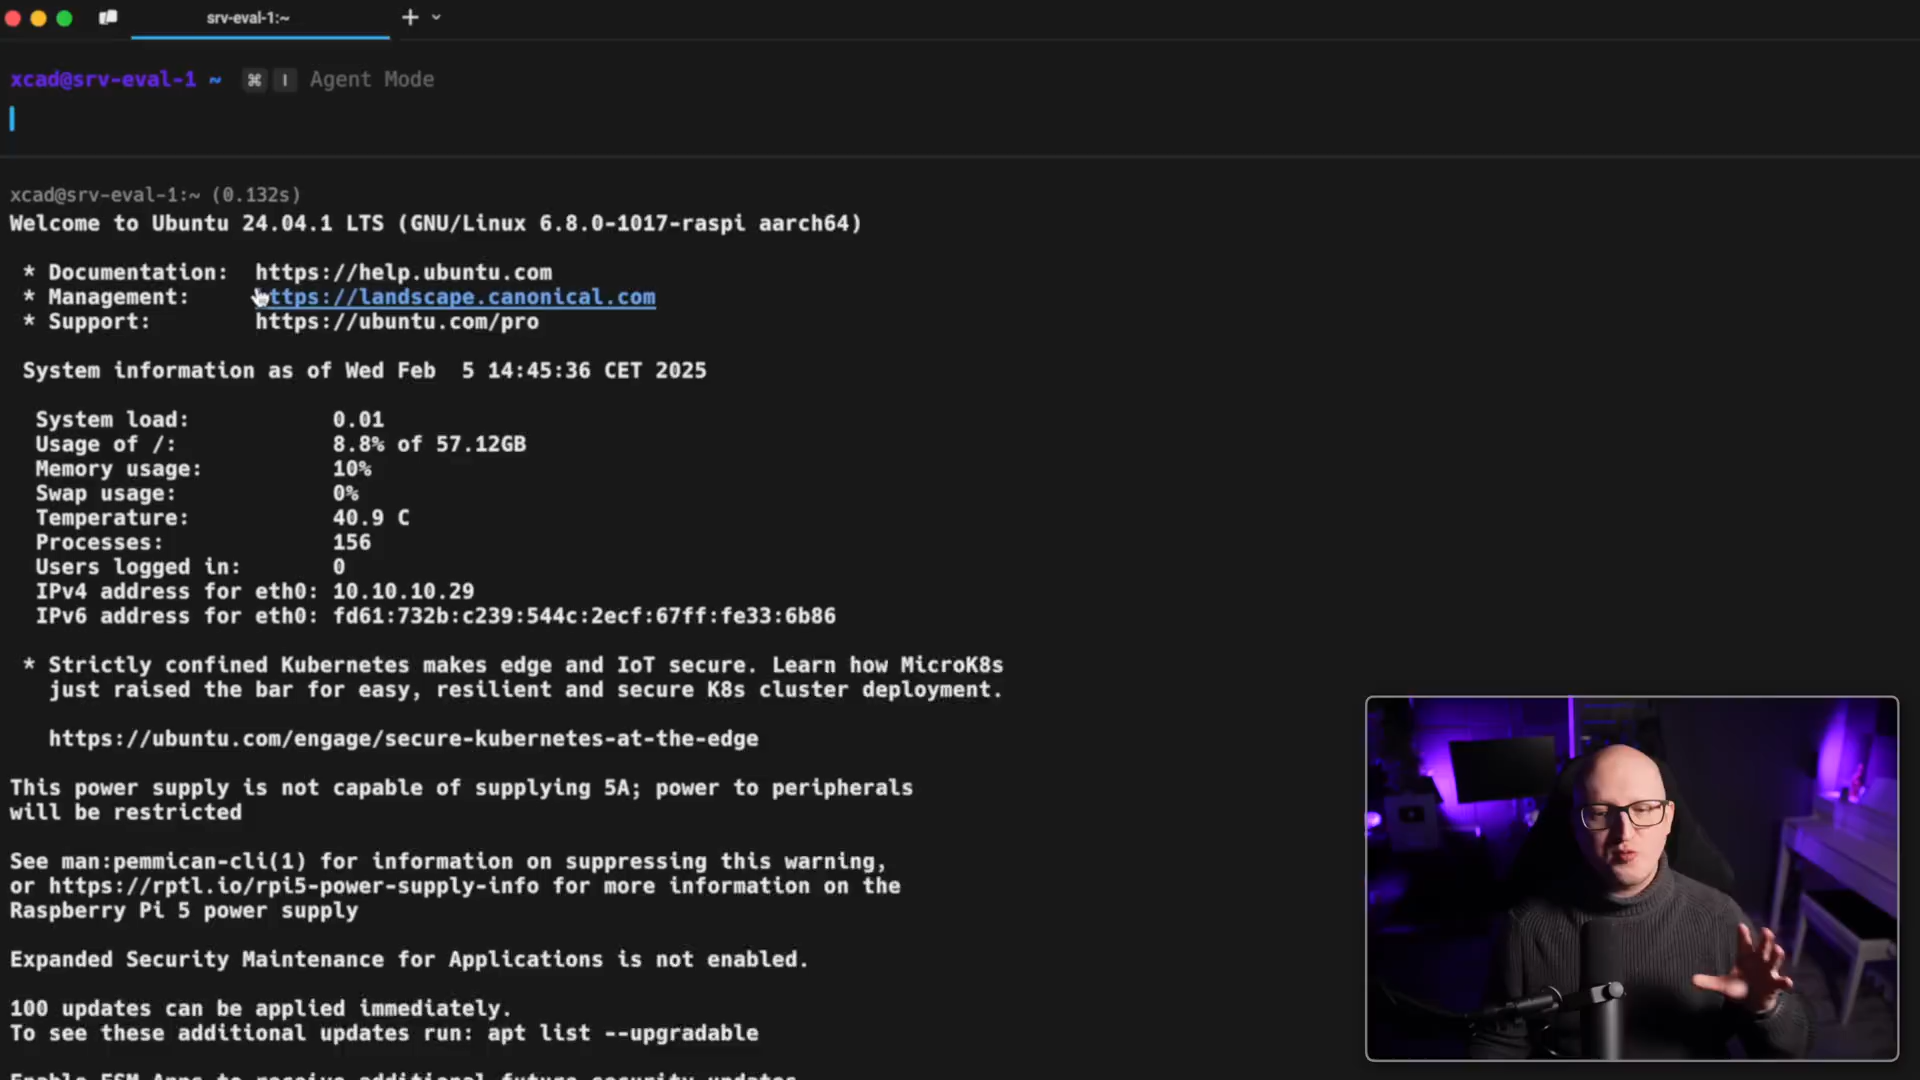 srv-eval-1:~
xcad@srv-eval-1 ~ ⌘ I Agent Mode
xcad@srv-eval-1:~ (0.132s)
Welcome to Ubuntu 24.04.1 LTS (GNU/Linux 6.8.0-1017-raspi aarch64)
* Documentation: https://help.ubuntu.com
* Management: https://landscape.canonical.com
* Support: https://ubuntu.com/pro
System information as of Wed Feb 5 14:45:36 CET 2025
System load: 0.01
Usage of /: 8.8% of 57.12GB
Memory usage: 10%
Swap usage: 0%
Temperature: 40.9 C
Processes: 156
Users logged in: 0
IPv4 address for eth0: 10.10.10.29
IPv6 address for eth0: fd61:732b:c239:544c:2ecf:67ff:fe33:6b86
* Strictly confined Kubernetes makes edge and IoT secure. Learn how MicroK8s
just raised the bar for easy, resilient and secure K8s cluster deployment.
https://ubuntu.com/engage/secure-kubernetes-at-the-edge
This power supply is not capable of supplying 5A; power to peripherals
will be restricted
See man:pemmican-cli(1) for information on suppressing this warning,
or https://rptl.io/rpi5-power-supply-info for more information on the
Raspberry Pi 5 power supply
Expanded Security Maintenance for Applications is not enabled.
100 updates can be applied immediately.
To see these additional updates run: apt list --upgradable
Enable ESM Apps to receive additional future security updates.